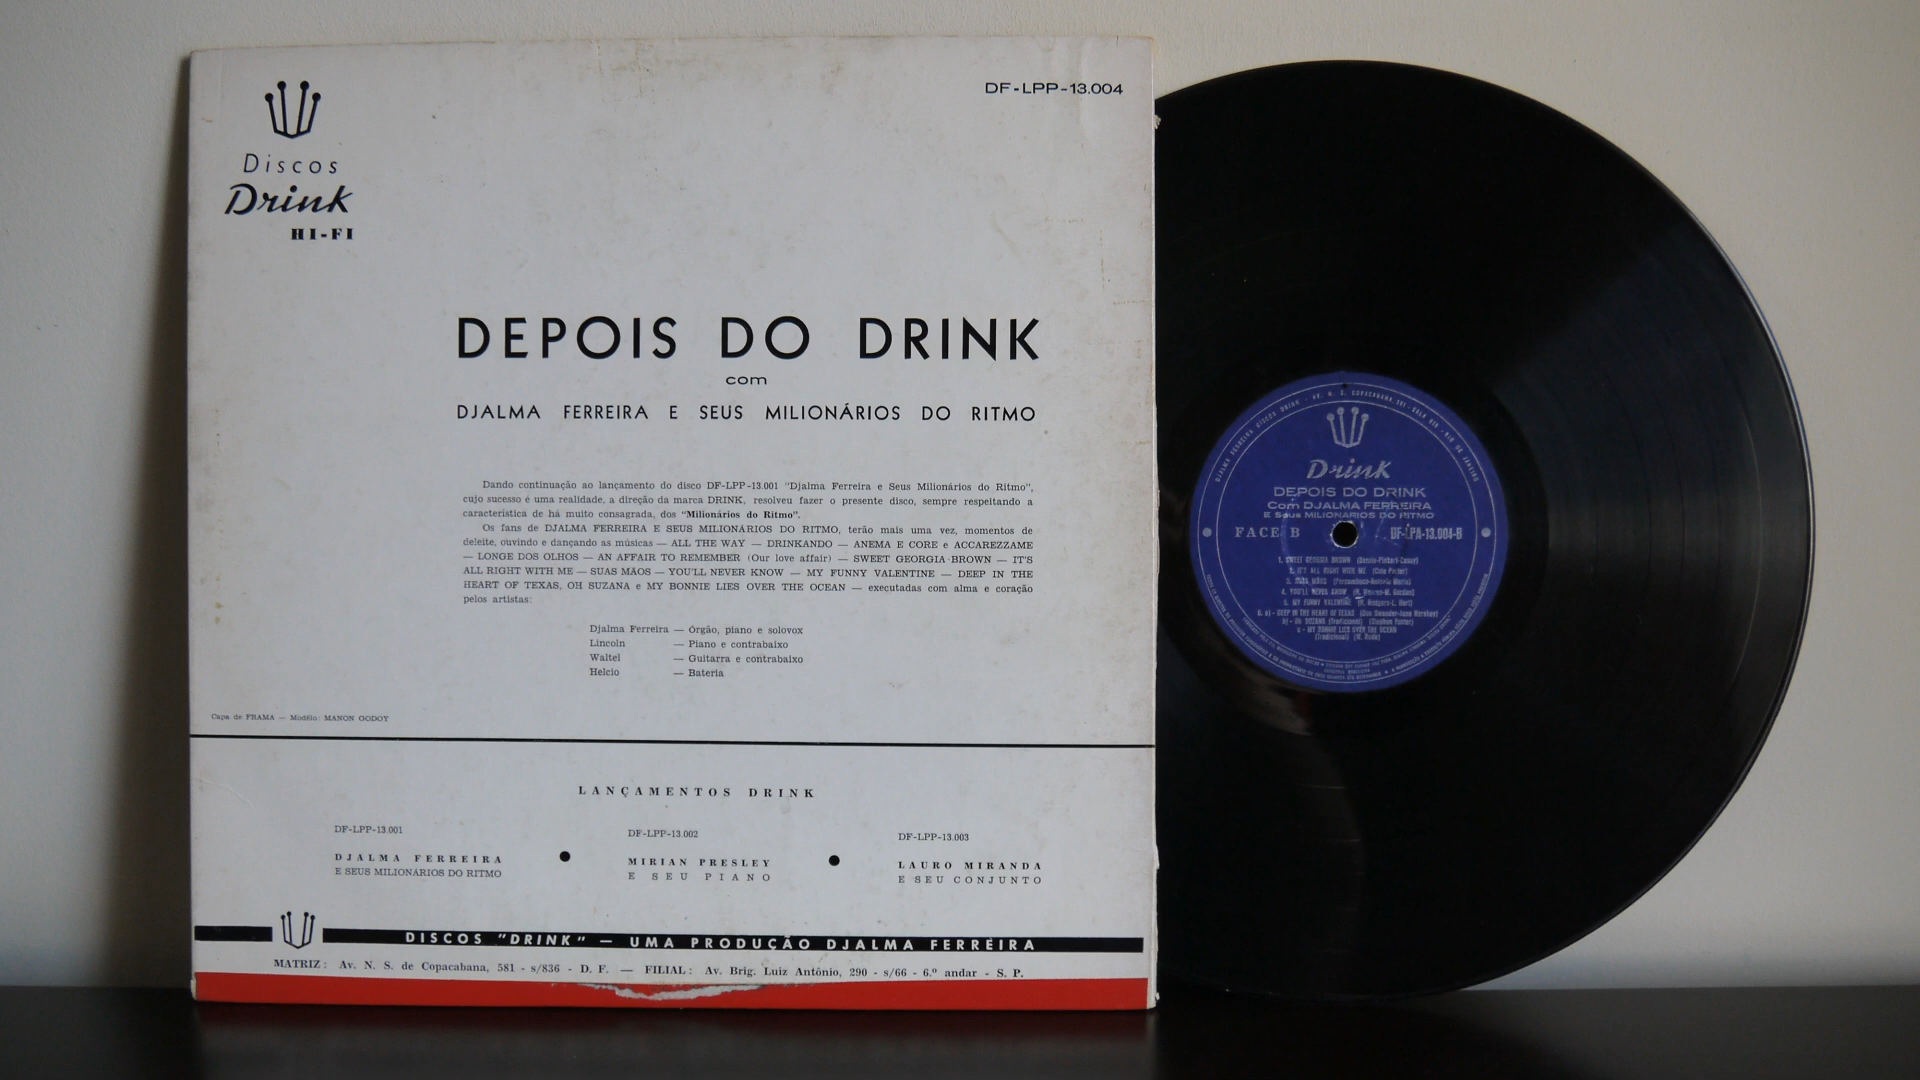 DF-LPP-13.004
Discos
Drink
HI-FI
DEPOIS DO DRINK
com
DJALMA FERREIRA E SEUS MILIONÁRIOS DO RITMO
Dando continuação ao lançamento do disco DF-LPP-13.001 "Djalma Ferreira e Seus Milionários do Ritmo",
cujo sucesso é uma realidade, a direção da marca DRINK, resolveu fazer o presente disco, sempre respeitando a
característica de há muito consagrada, dos "Milionários do Ritmo".
Os fans de DJALMA FERREIRA E SEUS MILIONARIOS DO RITMO, terão mais uma vez, momentos de
deleite, ouvindo e dançando as músicas — ALL THE WAY — DRINKANDO — ANEMA E CORE e ACCAREZZAME
— LONGE DOS OLHOS — AN AFFAIR TO REMEMBER (Our love affair) — SWEET GEORGIA BROWN — IT'S
ALL RIGHT WITH ME — SUAS MÃOS — YOU'LL NEVER KNOW — MY FUNNY VALENTINE — DEEP IN THE
HEART OF TEXAS, OH SUZANA e MY BONNIE LIES OVER THE OCEAN — executadas com alma e coração
pelos artistas:
Djalma Ferreira — Órgão, piano e solovox
Lincoln — Piano e contrabaixo
Waltel — Guitarra e contrabaixo
Helcio — Bateria
Capa de FRAMA — Modêlo: MANON GODOY
LANÇAMENTOS DRINK
DF-LPP-13.001
DJALMA FERREIRA
E SEUS MILIONARIOS DO RITMO
DF-LPP-13.002
MIRIAN PRESLEY
E SEU PIANO
DF-LPP-13.003
LAURO MIRANDA
E SEU CONJUNTO
DISCOS "DRINK" — UMA PRODUÇÃO DJALMA FERREIRA
MATRIZ: Av. N. S. de Copacabana, 581 - s/836 - D. F. — FILIAL: Av. Brig. Luiz Antônio, 290 - s/66 - 6.º andar - S. P.
Drink
DEPOIS DO DRINK
Com DJALMA FERREIRA
E Seus MILIONARIOS DO RITMO
FACE B
DF-LPA-13.004-B
1. SWEET GEORGIA BROWN
2. IT'S ALL RIGHT WITH ME (Cole Porter)
3. SUAS MÃOS (Pernambuco-Antonio Maria)
4. YOU'LL NEVER KNOW
5. MY FUNNY VALENTINE (R. Rodgers-L. Hart)
6. a) - DEEP IN THE HEART OF TEXAS
b) - Oh SUZANA (Tradicional) (Stephen Foster)
c - MY BONNIE LIES OVER THE OCEAN
(Tradicional)